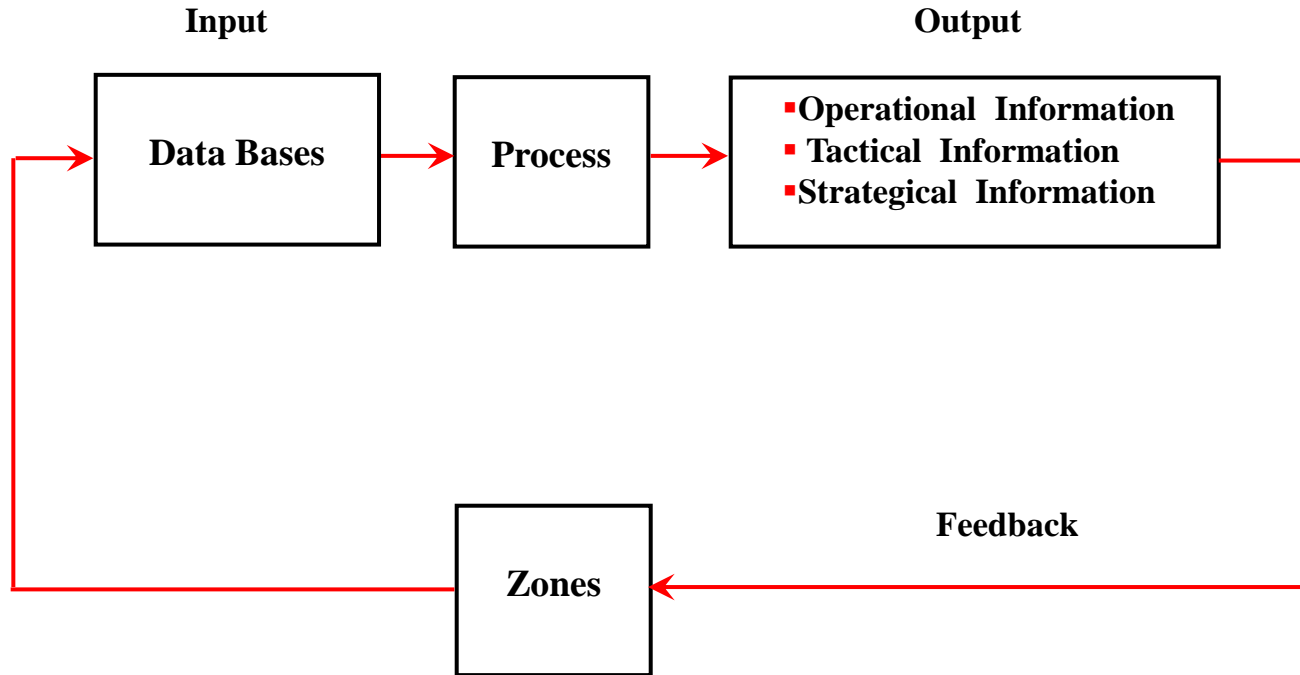 Input
Output
Data Bases
Process
▪Operational Information
▪ Tactical Information
▪Strategical Information
Feedback
Zones